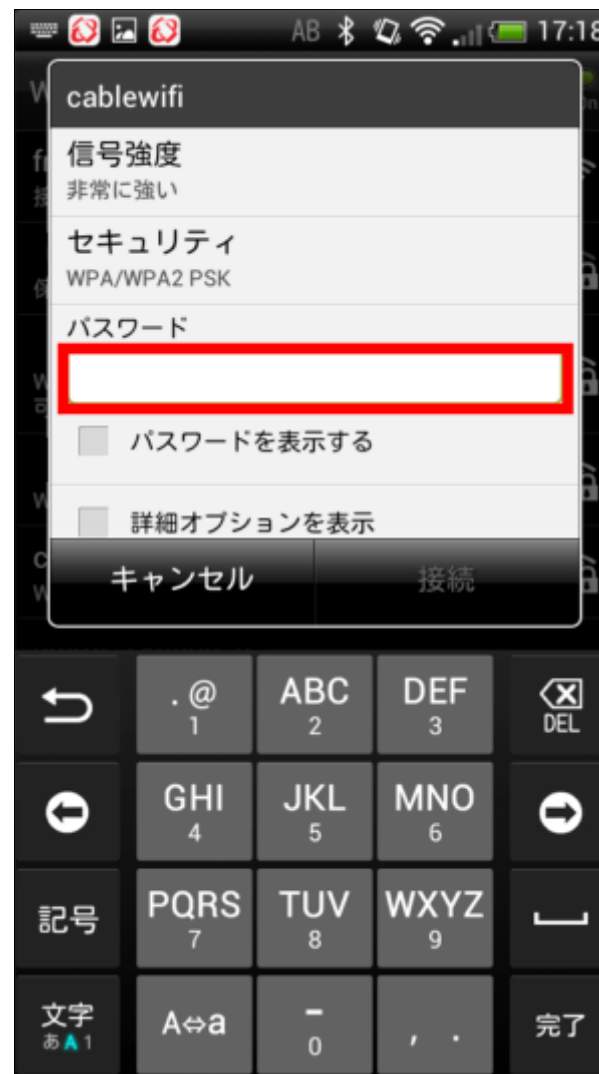 AB 17:18
cablewifi
信号強度
非常に強い
セキュリティ
WPA/WPA2 PSK
パスワード
パスワードを表示する
詳細オプションを表示
キャンセル 接続
. @ ABC DEF
1 2 3 DEL
GHI JKL MNO
4 5 6
記号 PQRS TUV WXYZ
7 8 9
文字 A⇔a - , . 完了
あ A 1 0